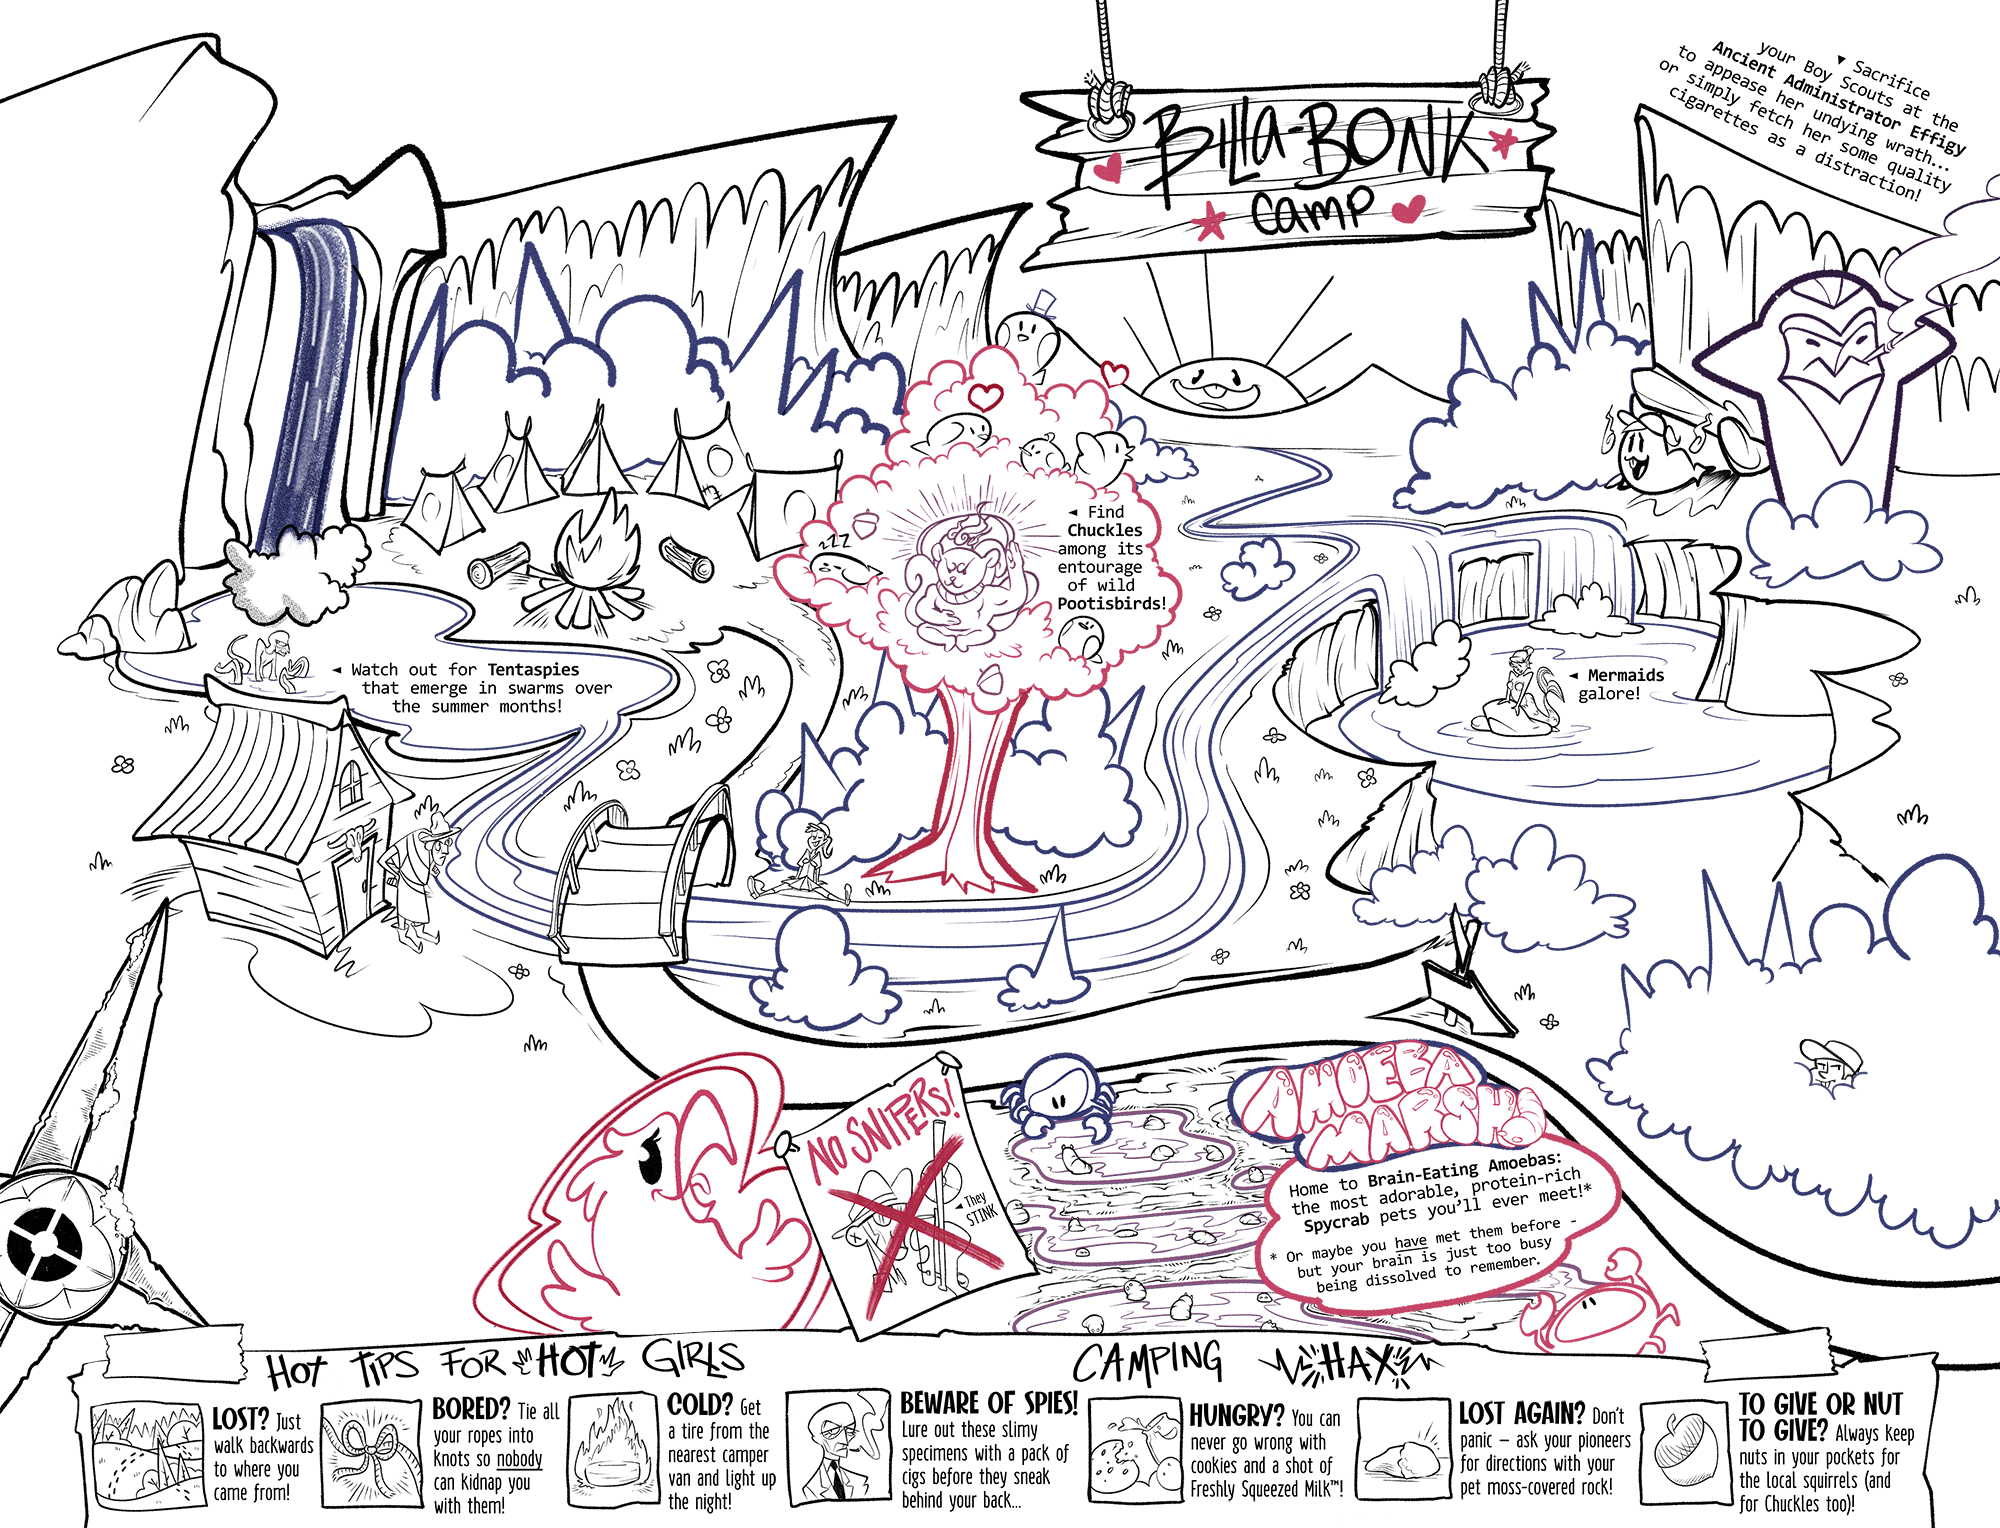 ▼ Sacrifice
your Boy Scouts at the
Ancient Administrator Effigy
to appease her undying wrath...
or simply fetch her some quality
cigarettes as a distraction!
BILLA-BONK
camp
◄ Find
Chuckles
among its
entourage
of wild
Pootisbirds!
zzz
◄ Watch out for Tentaspies
that emerge in swarms over
the summer months!
◄ Mermaids
galore!
NO SNIPERS!
◄ They
STINK
AMOEBA
MARSH
Home to Brain-Eating Amoebas:
the most adorable, protein-rich
Spycrab pets you'll ever meet!*
* Or maybe you have met them before -
but your brain is just too busy
being dissolved to remember.
HOT TIPS FOR HOT GIRLS
CAMPING HAX
LOST? Just
walk backwards
to where you
came from!
BORED? Tie all
your ropes into
knots so nobody
can kidnap you
with them!
COLD? Get
a tire from the
nearest camper
van and light up
the night!
BEWARE OF SPIES!
Lure out these slimy
specimens with a pack of
cigs before they sneak
behind your back...
HUNGRY? You can
never go wrong with
cookies and a shot of
Freshly Squeezed Milk™!
LOST AGAIN? Don't
panic – ask your pioneers
for directions with your
pet moss-covered rock!
TO GIVE OR NUT
TO GIVE? Always keep
nuts in your pockets for
the local squirrels (and
for Chuckles too)!